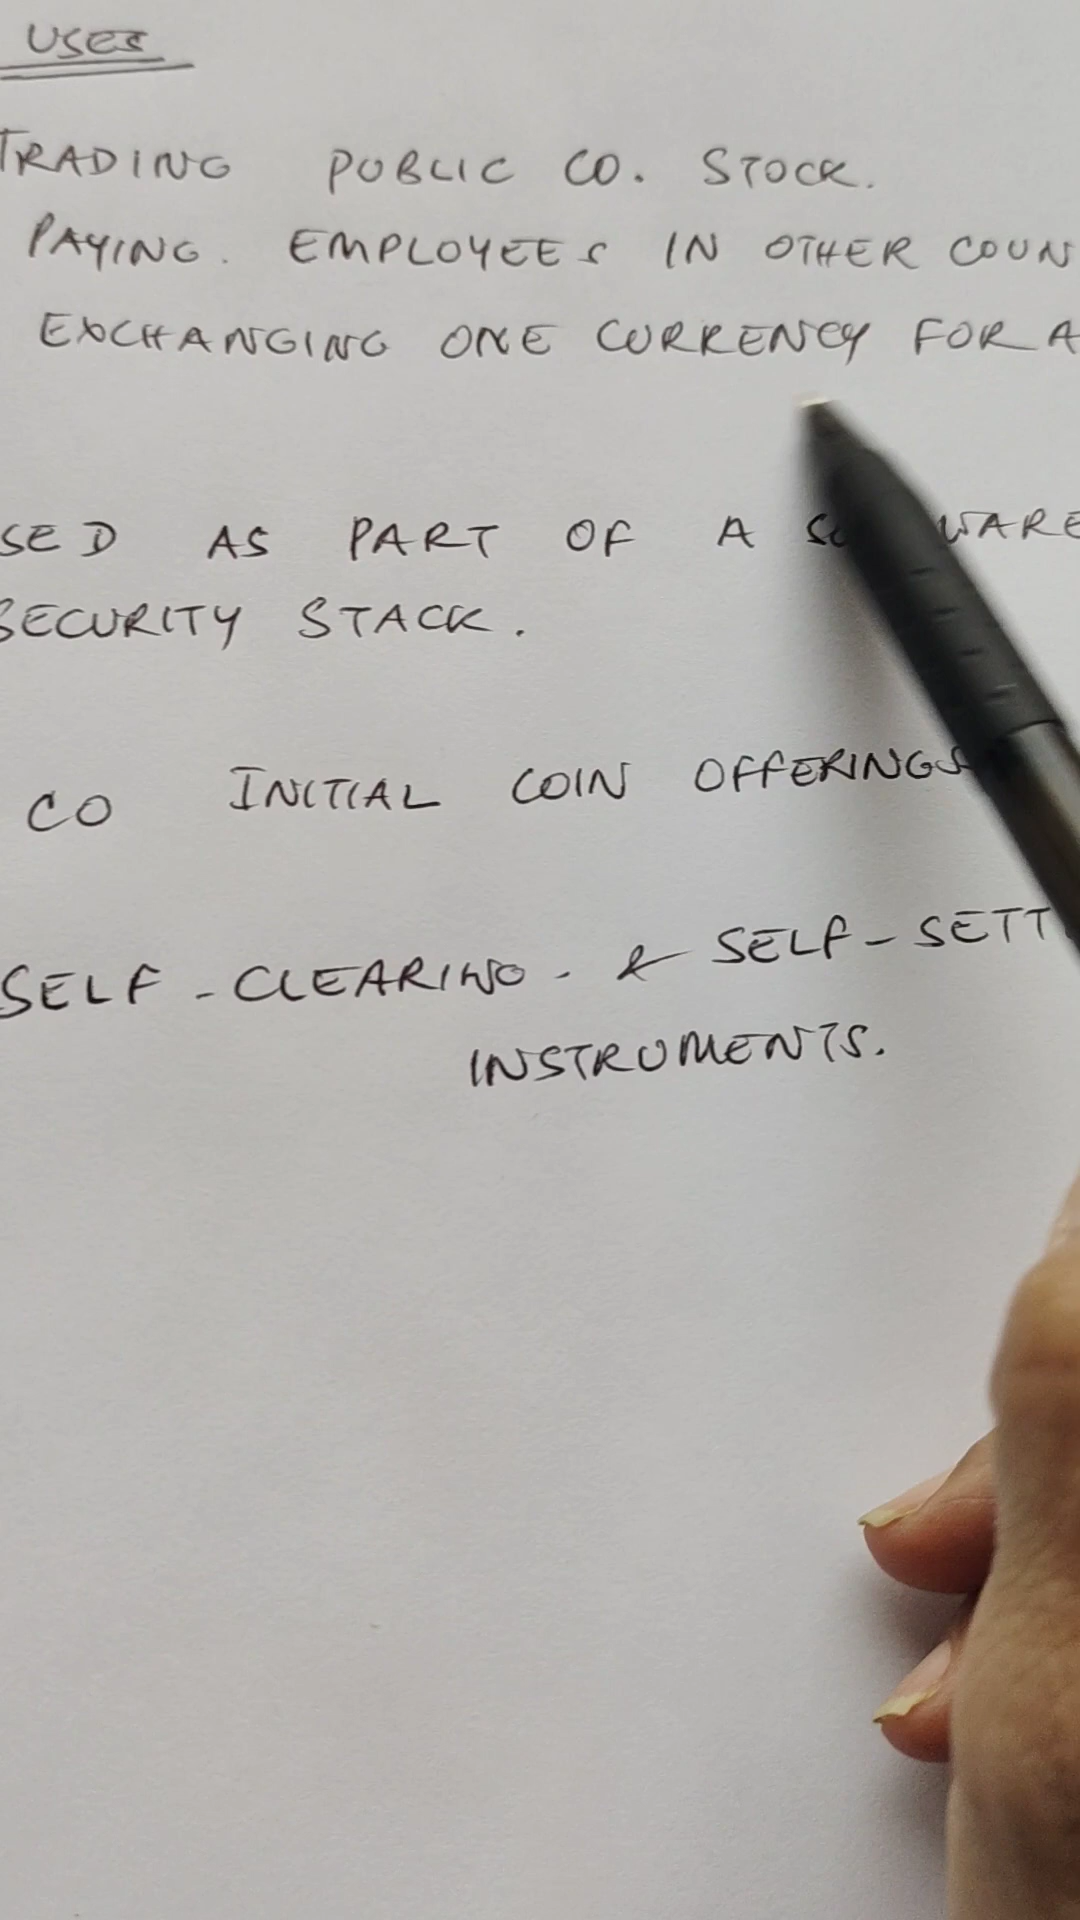 USES
TRADING PUBLIC CO. STOCK.
PAYING. EMPLOYEES IN OTHER COUN
EXCHANGING ONE CURRENCY FOR A
SED AS PART OF A
SECURITY STACK.
CO INITIAL COIN OFFERINGS
SELF-CLEARING. & SELF-SETT
INSTRUMENTS.